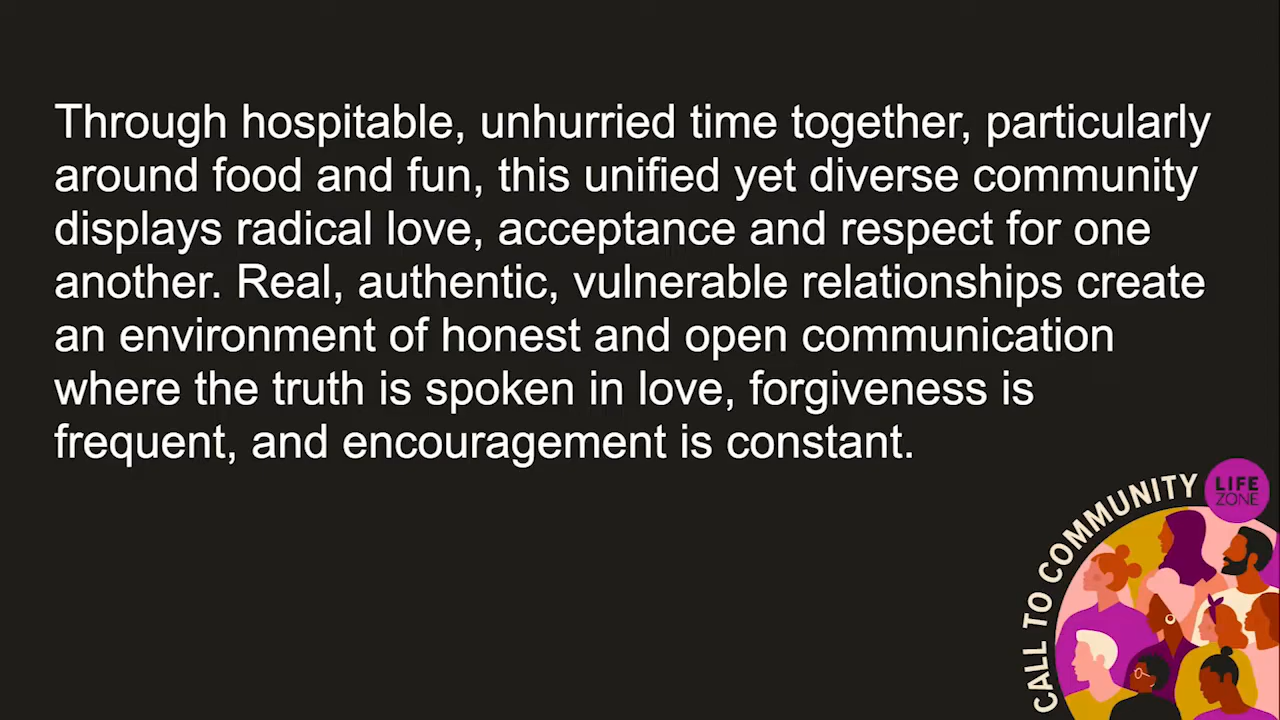 Through hospitable, unhurried time together, particularly
around food and fun, this unified yet diverse community
displays radical love, acceptance and respect for one
another. Real, authentic, vulnerable relationships create
an environment of honest and open communication
where the truth is spoken in love, forgiveness is
frequent, and encouragement is constant.
CALL TO COMMUNITY
LIFE
ZONE